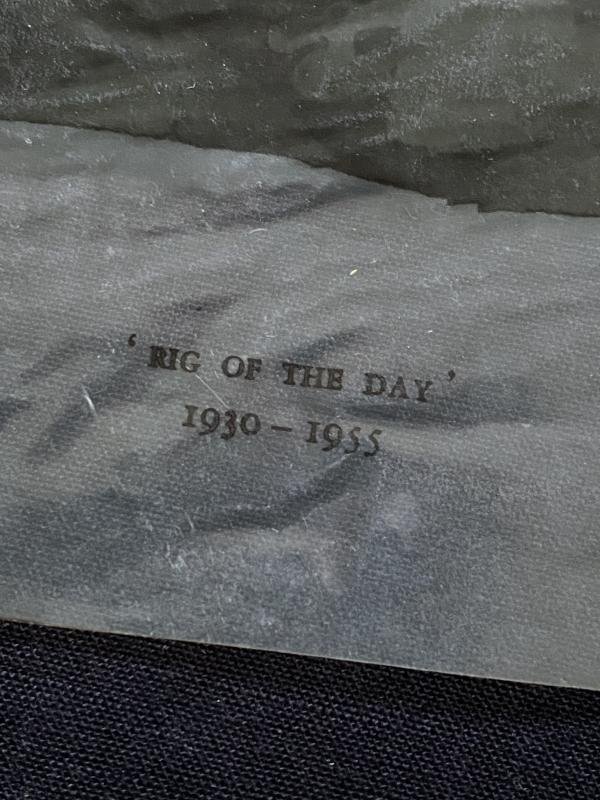 ‘ RIG OF THE DAY ’
1930 – 1955